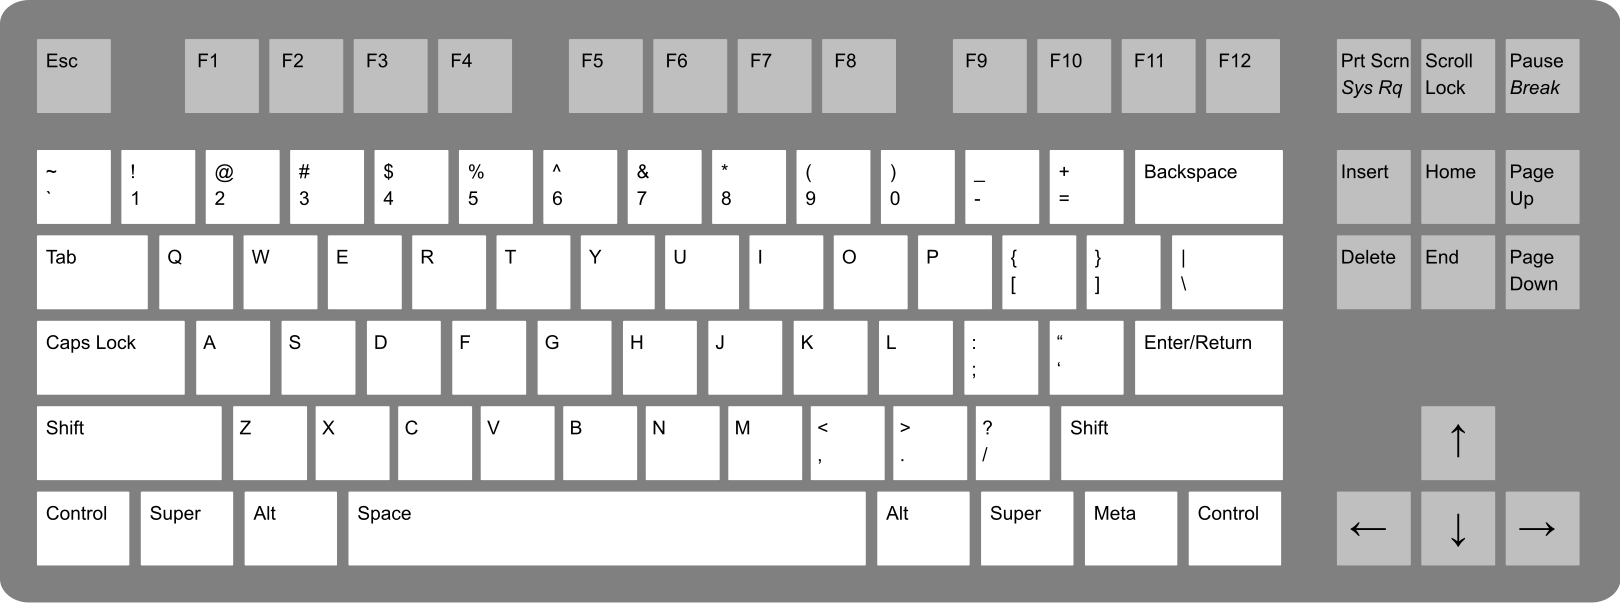 Esc F1 F2 F3 F4 F5 F6 F7 F8 F9 F10 F11 F12 Prt Scrn Scroll Pause
Sys Rq Lock Break
~ ! @ # $ % ^ & * ( ) _ + Backspace Insert Home Page
` 1 2 3 4 5 6 7 8 9 0 - = Up
Tab Q W E R T Y U I O P { } | Delete End Page
[ ] \ Down
Caps Lock A S D F G H J K L : “ Enter/Return
; ‘
Shift Z X C V B N M < > ? Shift ↑
, . /
Control Super Alt Space Alt Super Meta Control ← ↓ →